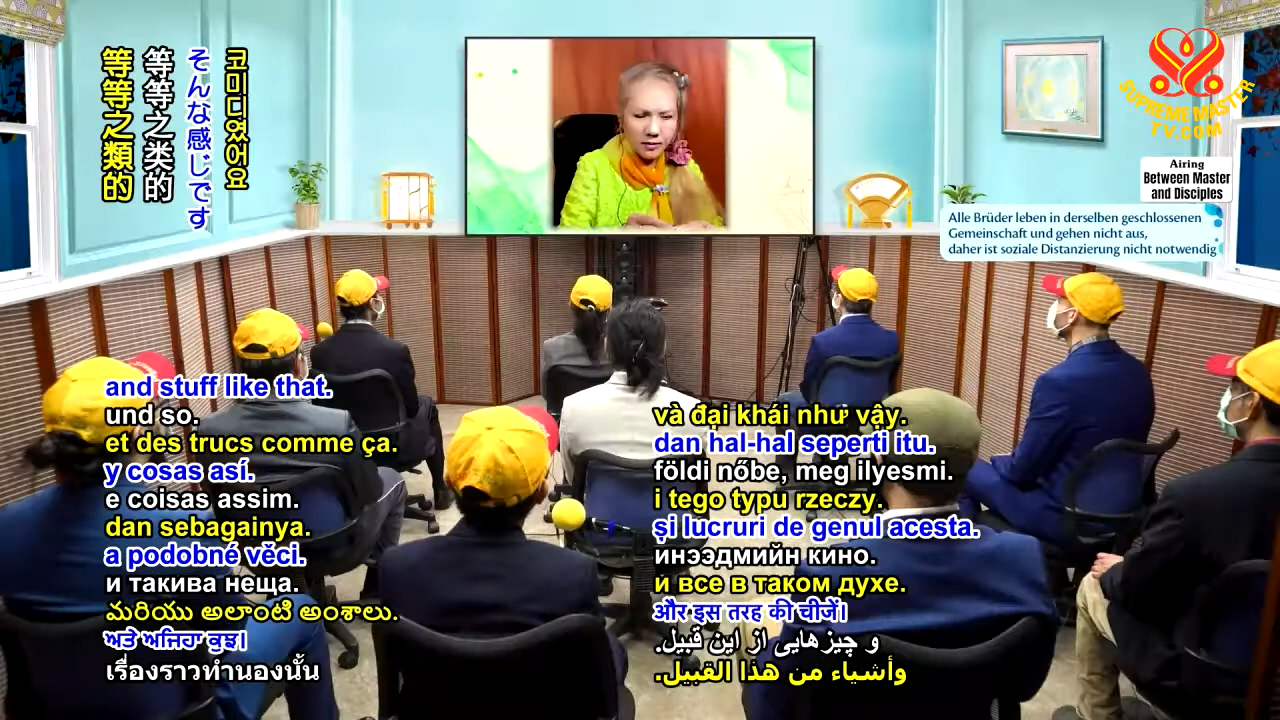 코미디였어요
そんな感じです
等等之类的
等等之類的
SUPREME MASTER
TV.COM
Airing
Between Master
and Disciples
Alle Brüder leben in derselben geschlossenen
Gemeinschaft und gehen nicht aus,
daher ist soziale Distanzierung nicht notwendig
and stuff like that.
und so.
et des trucs comme ça.
y cosas así.
e coisas assim.
dan sebagainya.
a podobné věci.
и такива неща.
మరియు అలాంటి అంశాలు.
ਅਤੇ ਅਜਿਹਾ ਕੁਝ।
เรื่องราวทำนองนั้น
và đại khái như vậy.
dan hal-hal seperti itu.
földi nőbe, meg ilyesmi.
i tego typu rzeczy.
și lucruri de genul acesta.
инээдмийн кино.
и все в таком духе.
और इस तरह की चीजें।
و چیزهایی از این قبیل.
وأشياء من هذا القبيل.